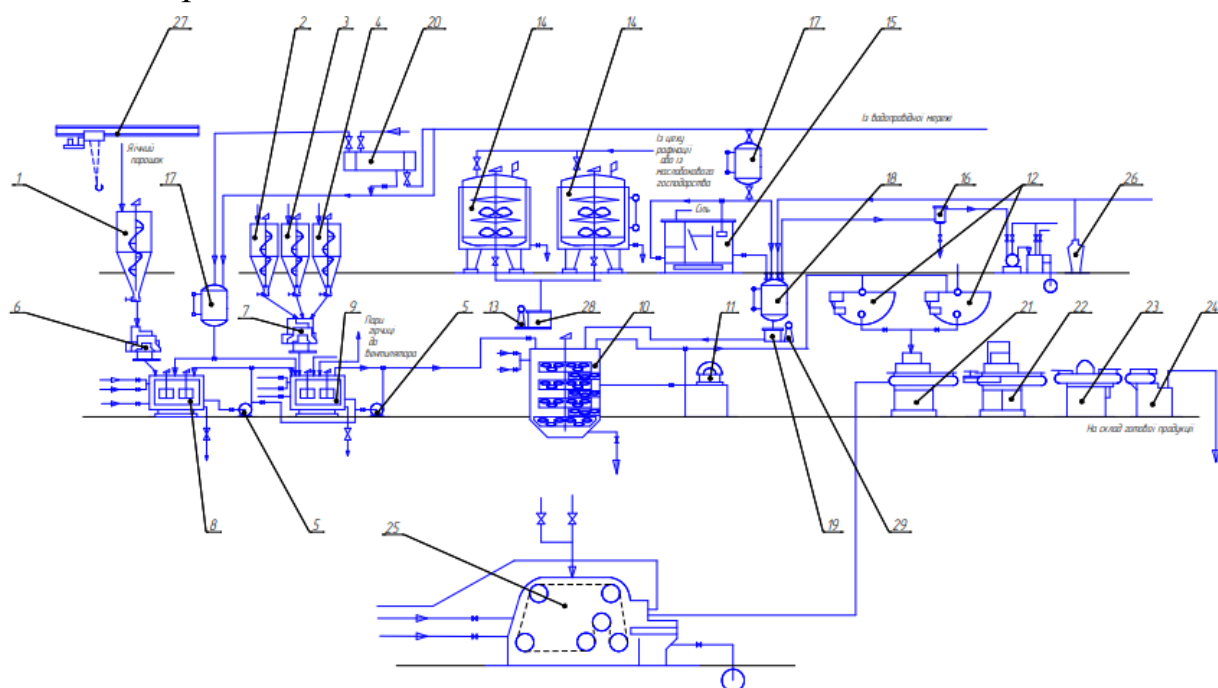 27 2 3 4 20 14 14 17 15
Із водопровідної мережі
Яєчний
порошок
Із цеху
рафінації
або із
маслобакового
господарства
1 17 18 16 12 26
Сіль
6 7 9 5 13 28 10 11 21 22 23 24
Пари
гірчиці
до
вентилятора
На склад готової продукції
8 5 19 29
25